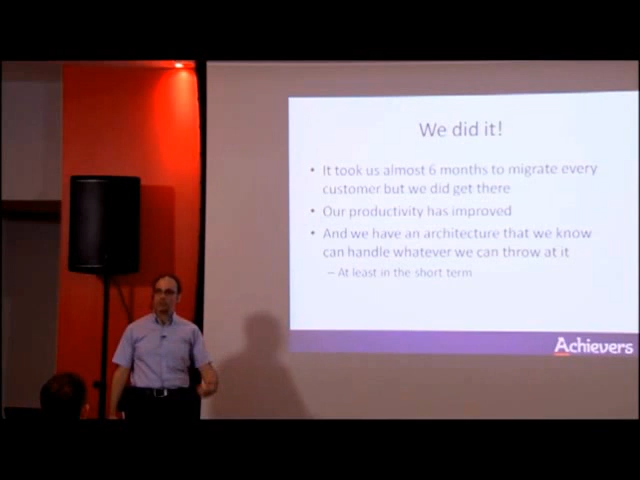 We did it!
• It took us almost 6 months to migrate every
customer but we did get there
• Our productivity has improved
• And we have an architecture that we know
can handle whatever we can throw at it
– At least in the short term
Achievers